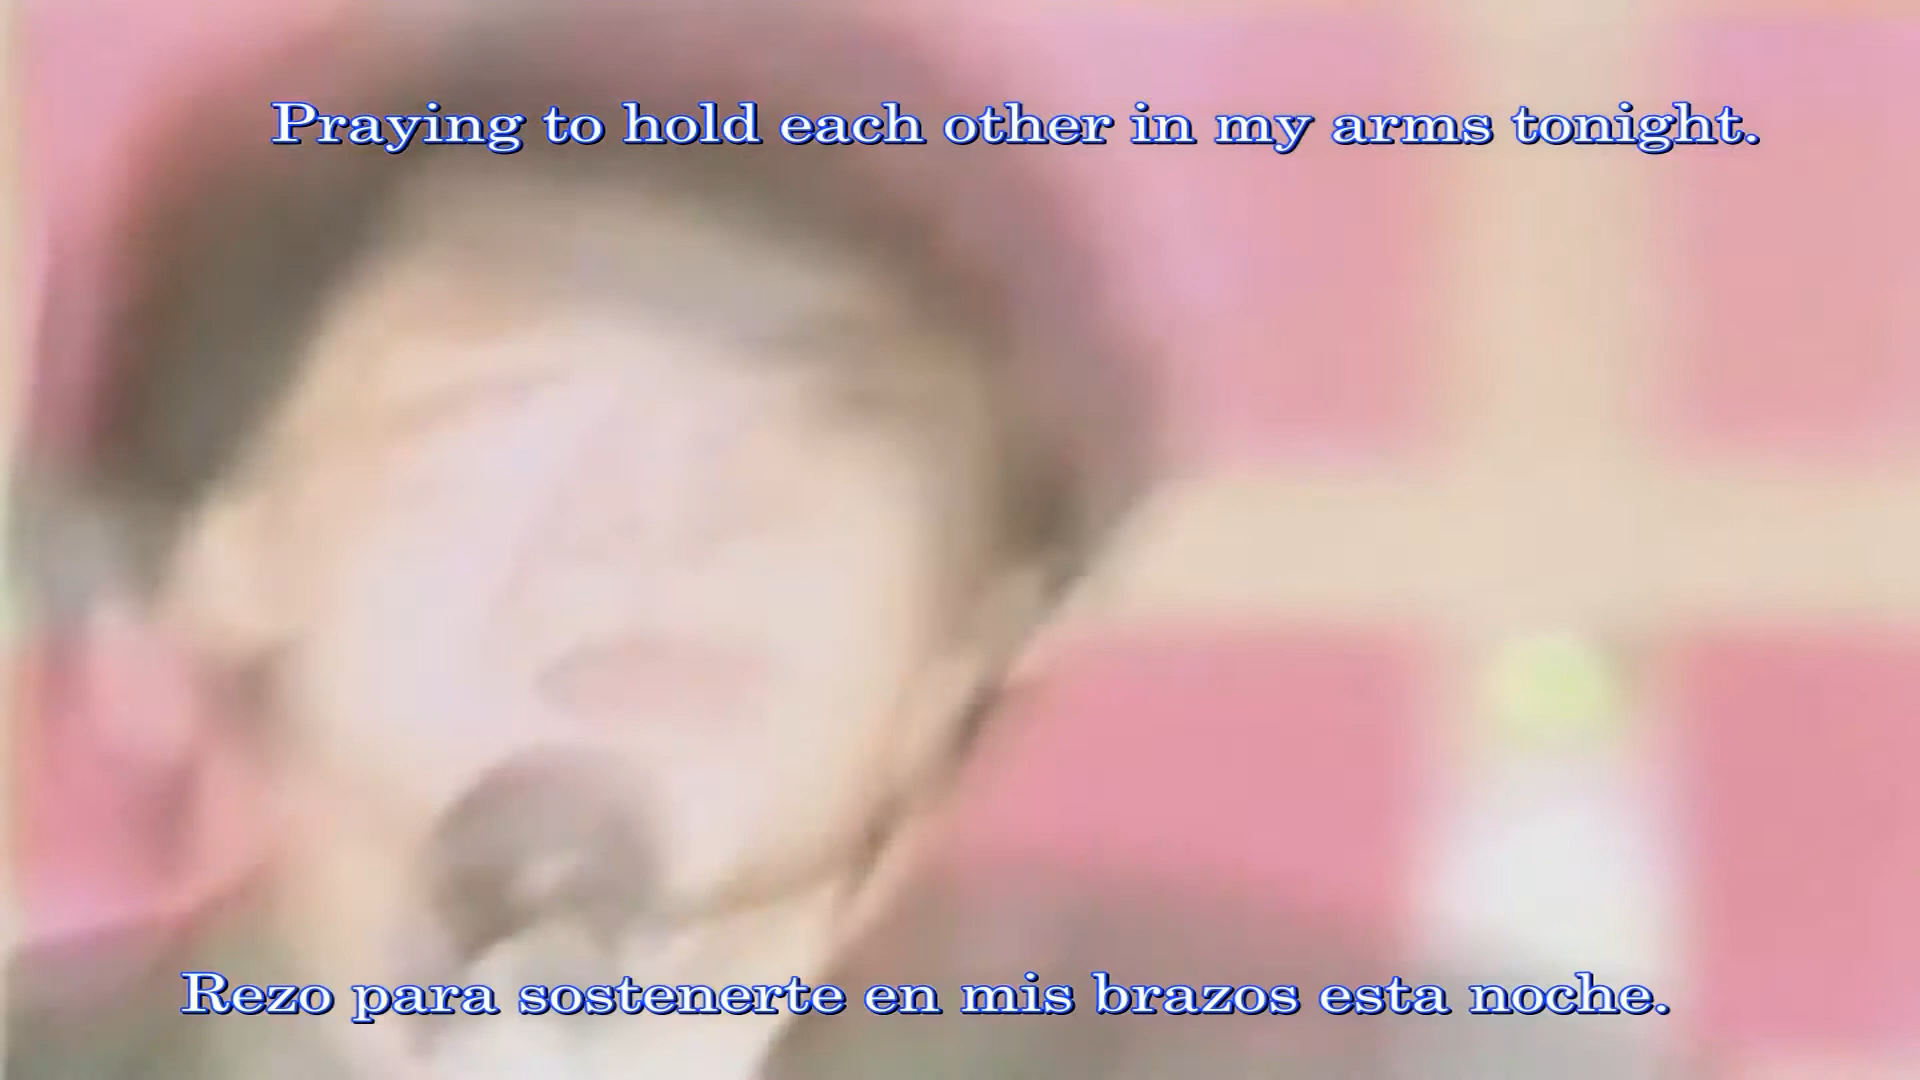 Praying to hold each other in my arms tonight.
Rezo para sostenerte en mis brazos esta noche.